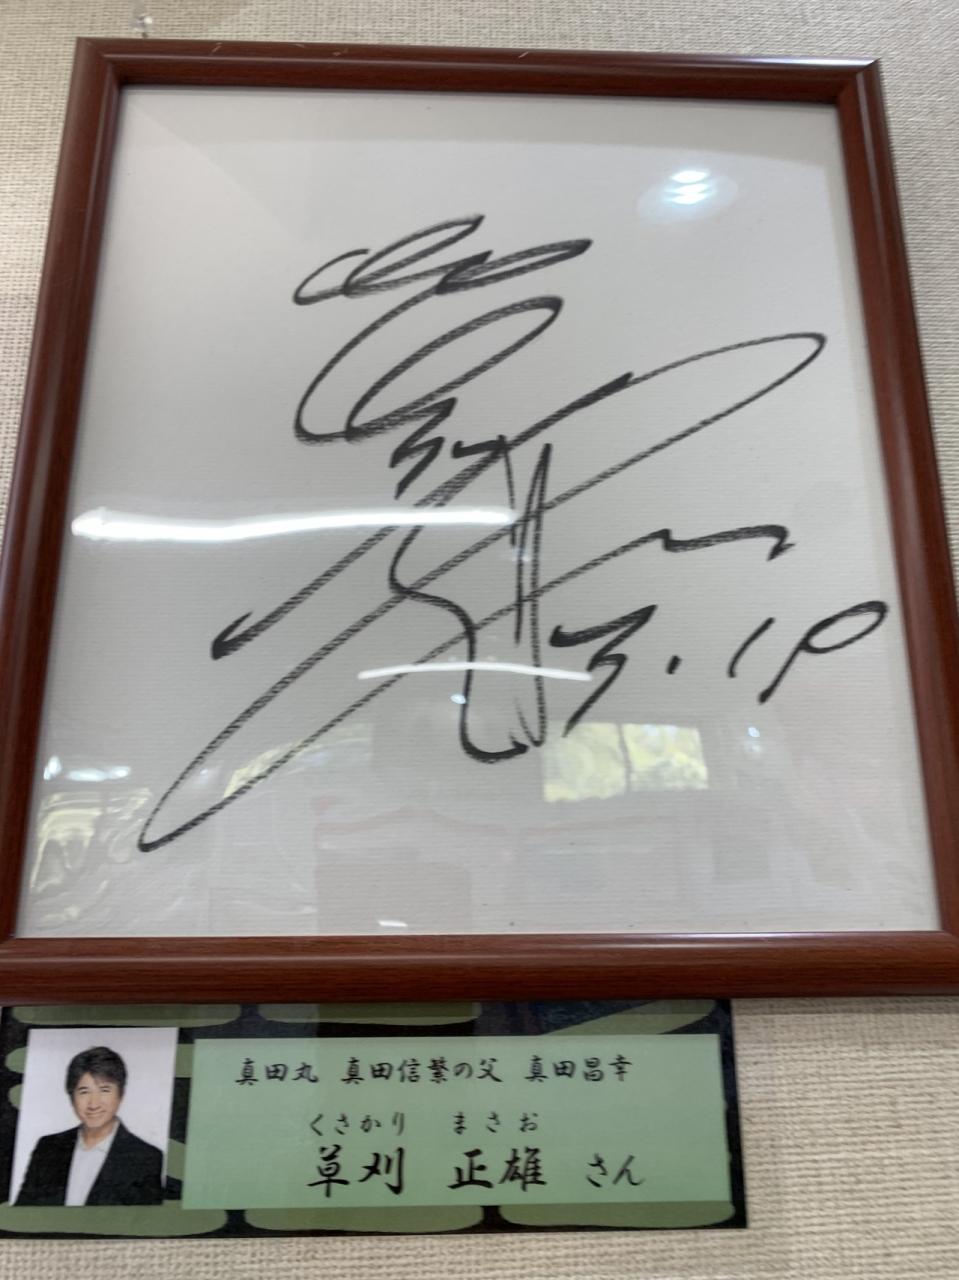 3.10
真田丸 真田信繁の父 真田昌幸
くさかり まさお
草刈 正雄 さん